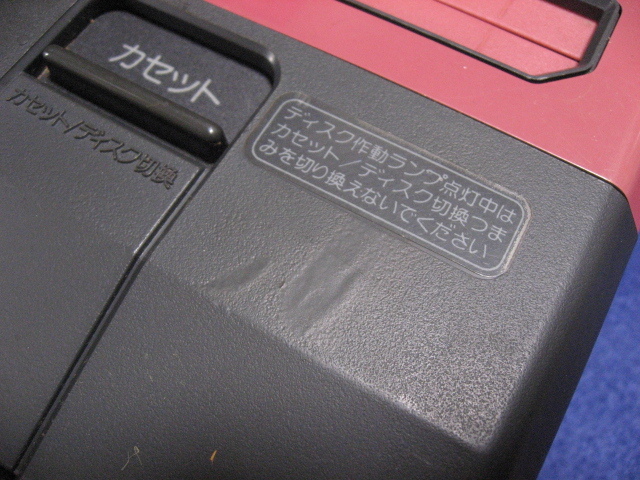 カセット
カセット/ディスク切換
ディスク作動ランプ点灯中は
カセット/ディスク切換つま
みを切り換えないでください